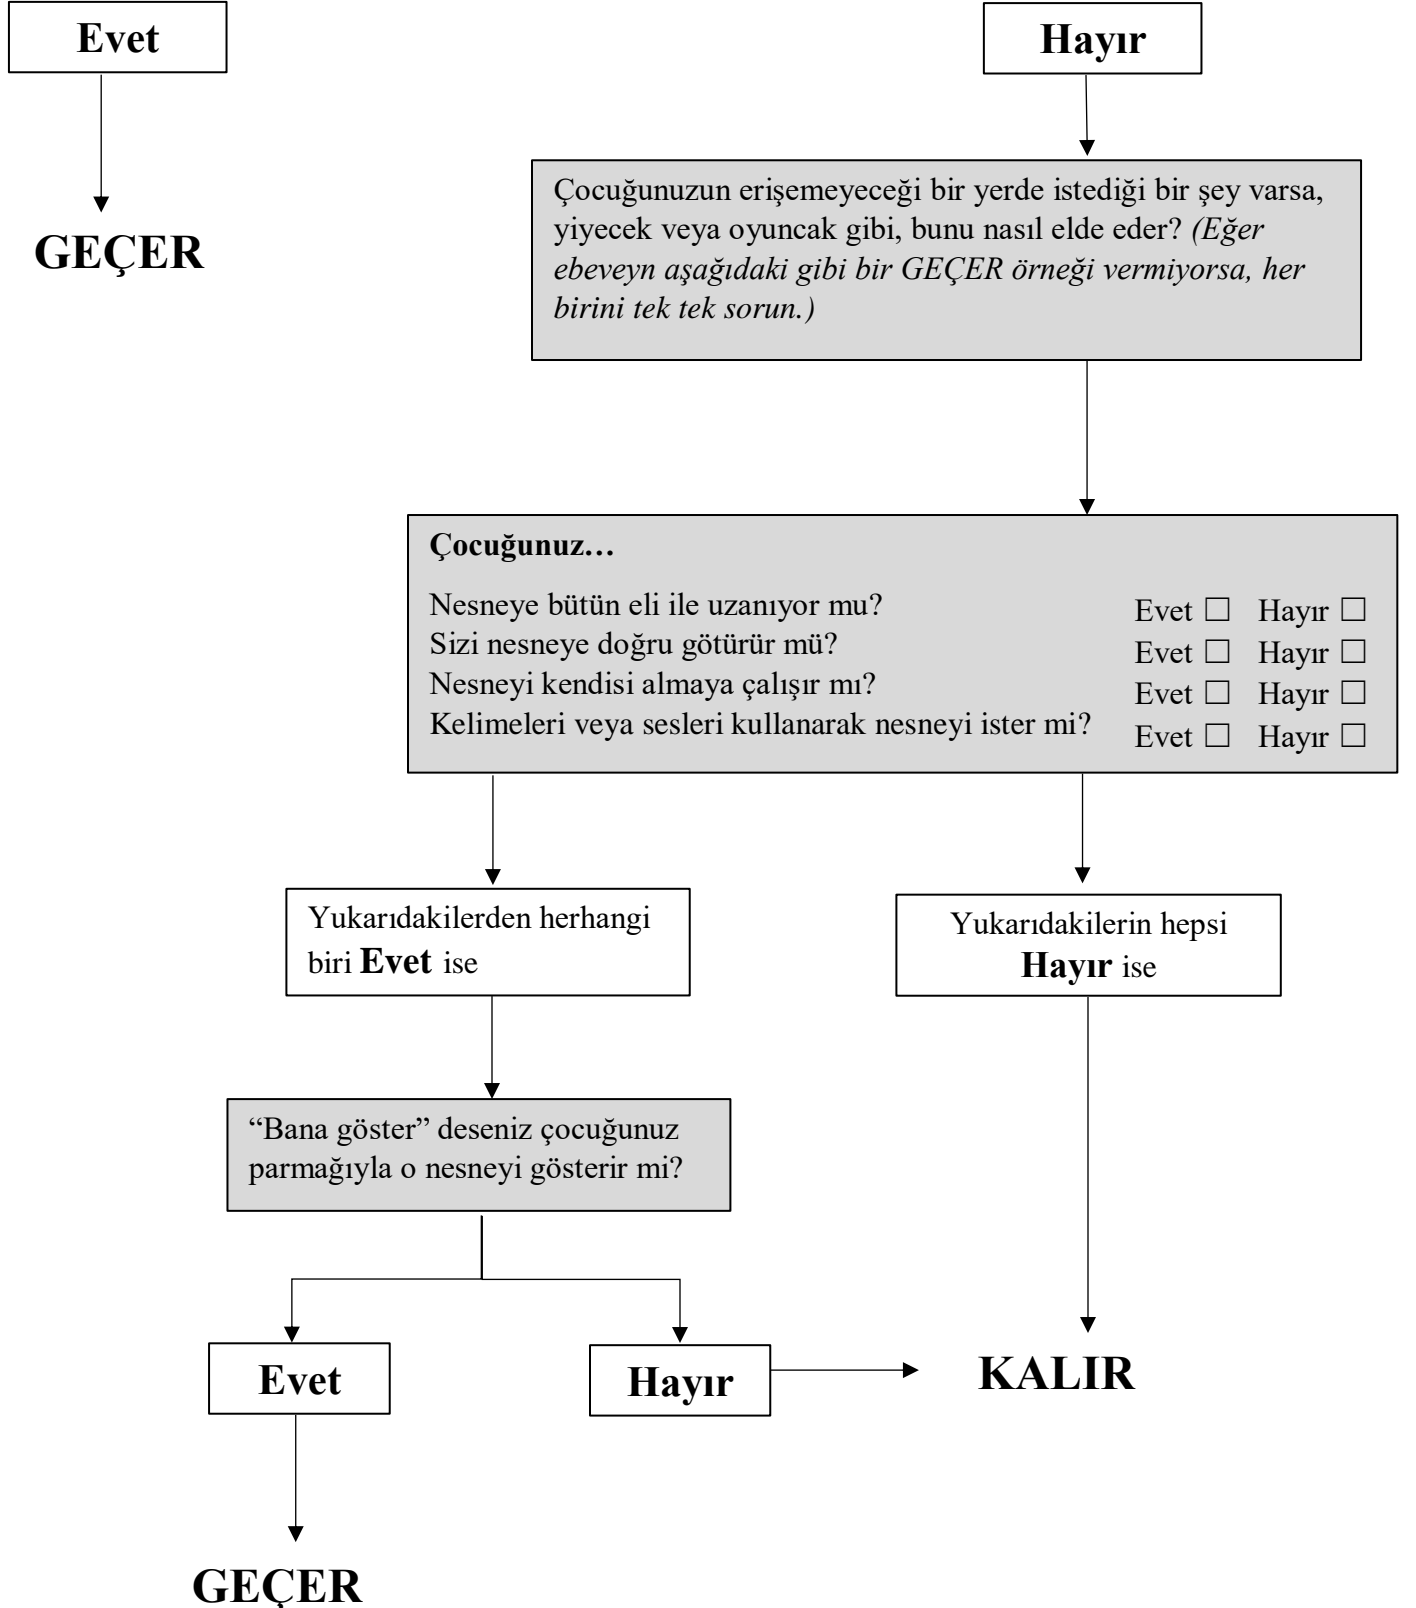 Evet
Hayır
GEÇER
Çocuğunuzun erişemeyeceği bir yerde istediği bir şey varsa,
yiyecek veya oyuncak gibi, bunu nasıl elde eder? (Eğer
ebeveyn aşağıdaki gibi bir GEÇER örneği vermiyorsa, her
birini tek tek sorun.)
Çocuğunuz…
Nesneye bütün eli ile uzanıyor mu? Evet ☐ Hayır ☐
Sizi nesneye doğru götürür mü? Evet ☐ Hayır ☐
Nesneyi kendisi almaya çalışır mı? Evet ☐ Hayır ☐
Kelimeleri veya sesleri kullanarak nesneyi ister mi? Evet ☐ Hayır ☐
Yukarıdakilerden herhangi
biri Evet ise
Yukarıdakilerin hepsi
Hayır ise
“Bana göster” deseniz çocuğunuz
parmağıyla o nesneyi gösterir mi?
Evet
Hayır
KALIR
GEÇER